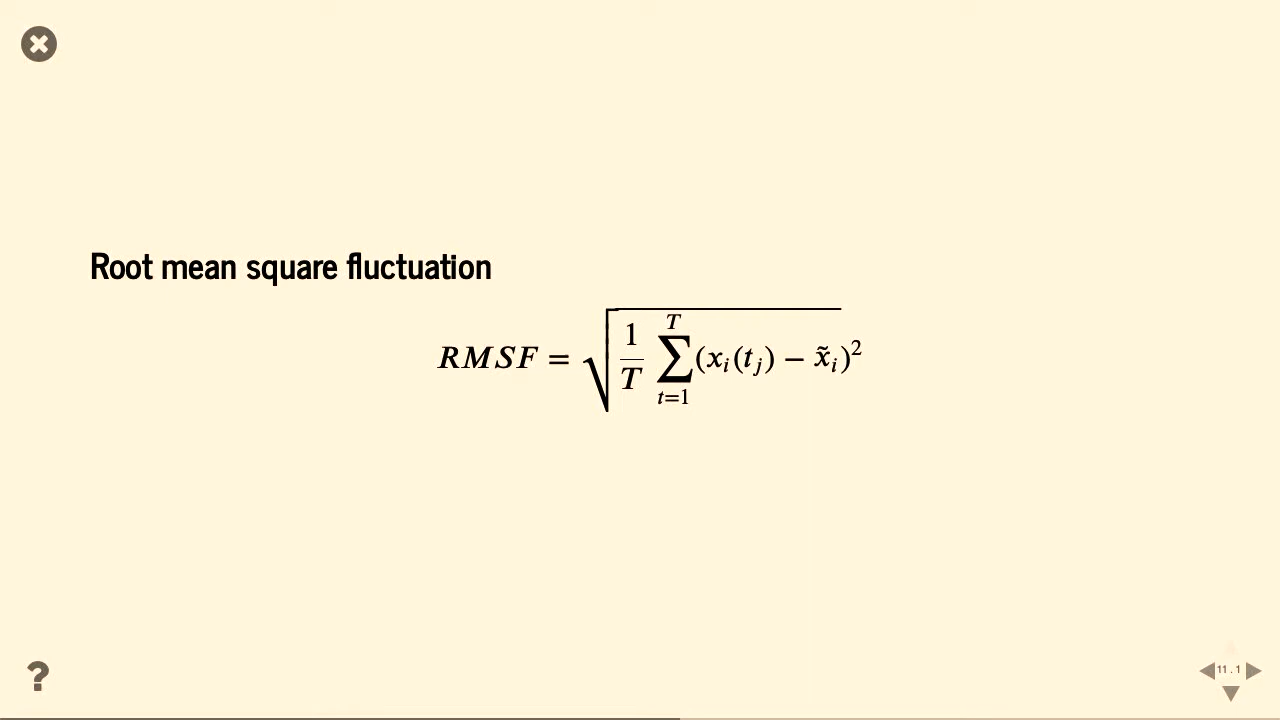 Root mean square fluctuation
RMSF = √(1/T ∑_{t=1}^{T} (x_i(t_j) − x̃_i)²)
?
11.1